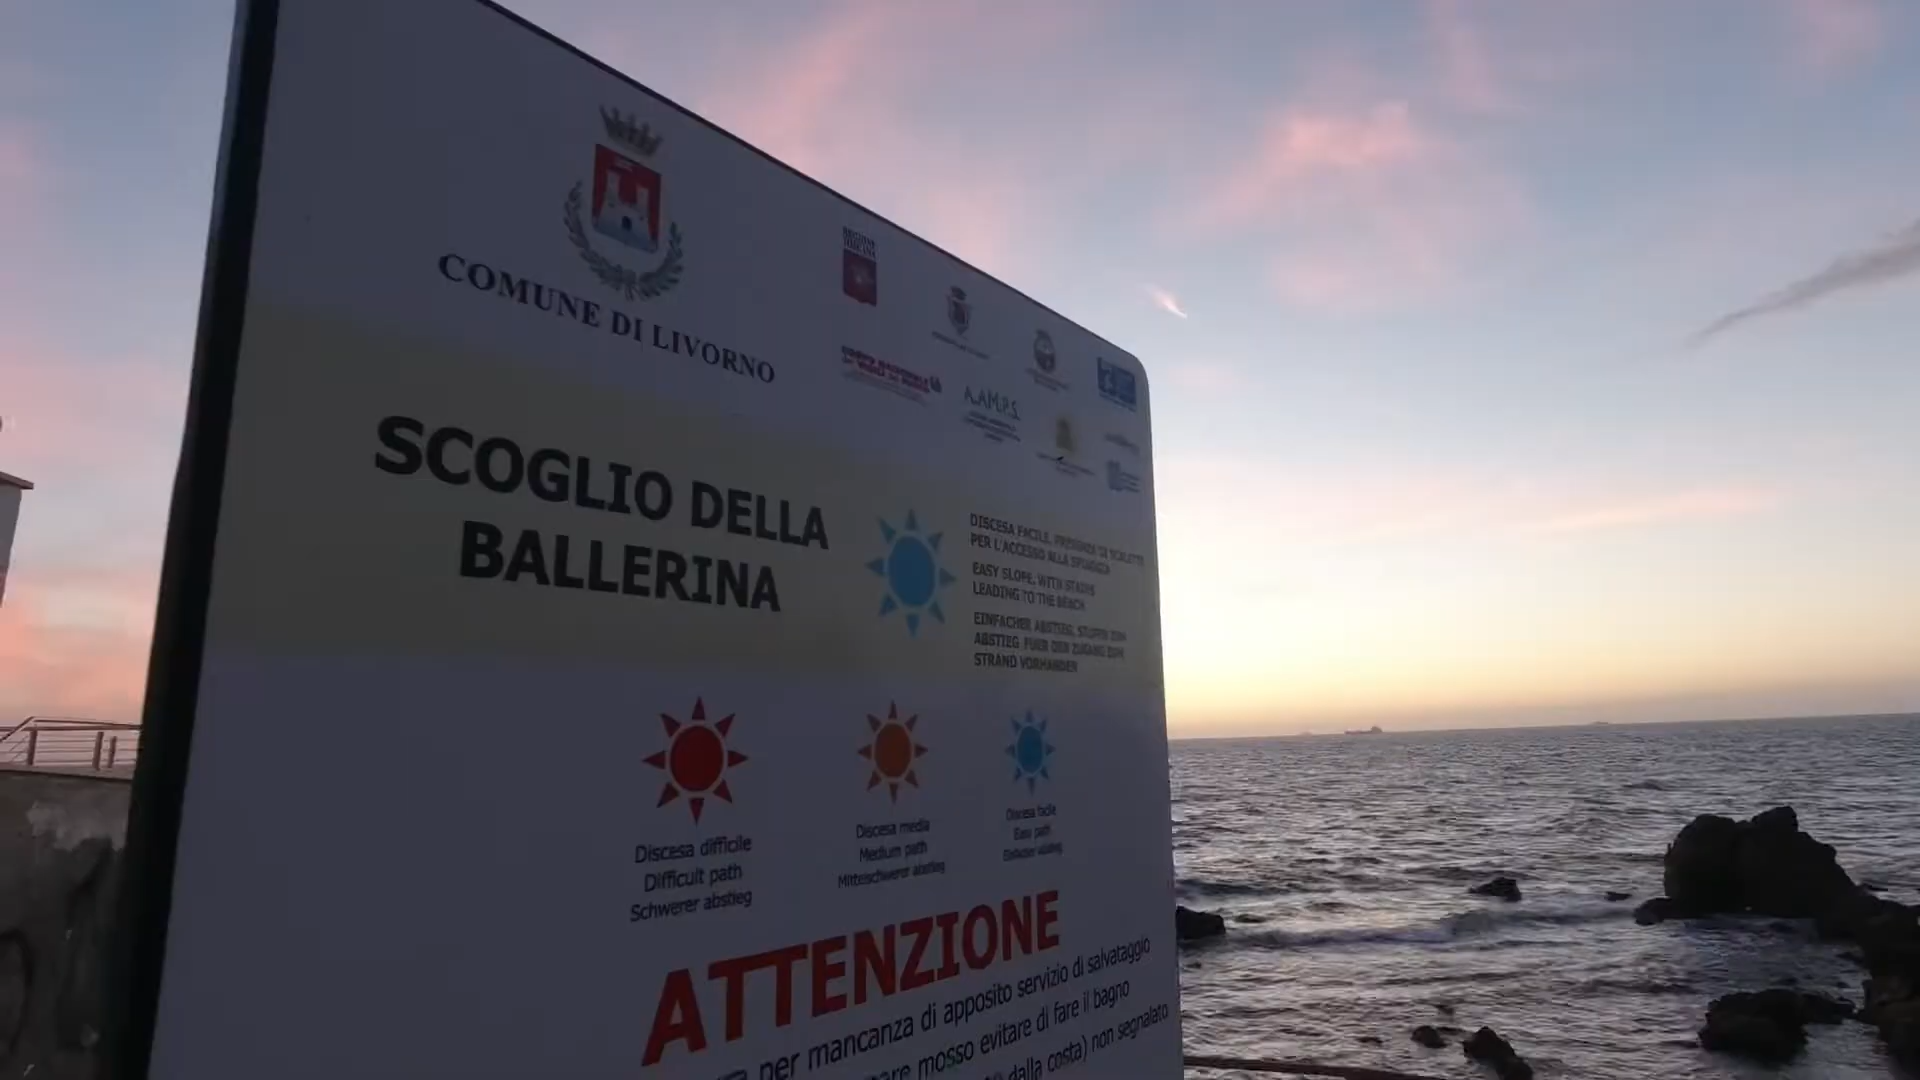 COMUNE DI LIVORNO
A.AM.P.S.
SCOGLIO DELLA
BALLERINA
DISCESA FACILE, PRESENZA DI SCALETTE
PER L'ACCESSO ALLA SPIAGGIA
EASY SLOPE, WITH STAIRS
LEADING TO THE BEACH
EINFACHER ABSTIEG, STUFEN ZUM
ABSTIEG FUER DEN ZUGANG ZUM
STRAND VORHANDEN
Discesa difficile
Difficult path
Schwerer abstieg
Discesa media
Medium path
Mittelschwerer abstieg
Discesa facile
Easy path
Einfacher abstieg
ATTENZIONE
per mancanza di apposito servizio di salvataggio
mosso evitare di fare il bagno
dalla costa) non segnalato